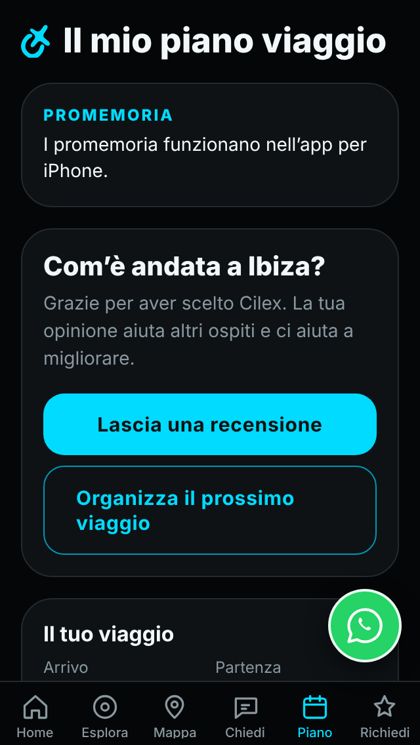 Il mio piano viaggio
PROMEMORIA
I promemoria funzionano nell’app per
iPhone.
Com’è andata a Ibiza?
Grazie per aver scelto Cilex. La tua
opinione aiuta altri ospiti e ci aiuta a
migliorare.
Lascia una recensione
Organizza il prossimo
viaggio
Il tuo viaggio
Arrivo Partenza
Home Esplora Mappa Chiedi Piano Richiedi